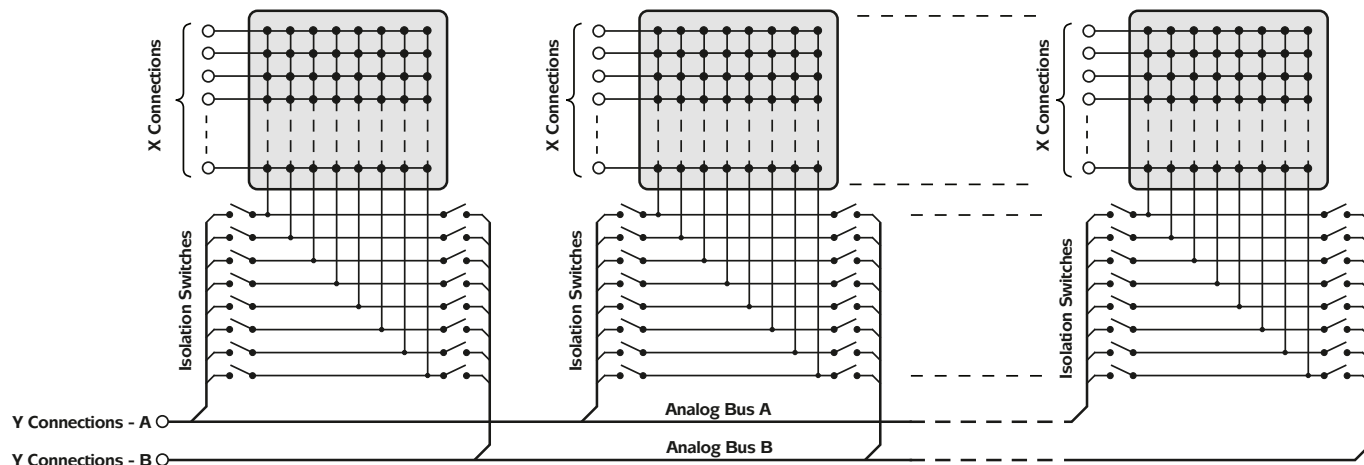 X Connections
X Connections
X Connections
Isolation Switches
Isolation Switches
Isolation Switches
Y Connections - A
Analog Bus A
Y Connections - B
Analog Bus B